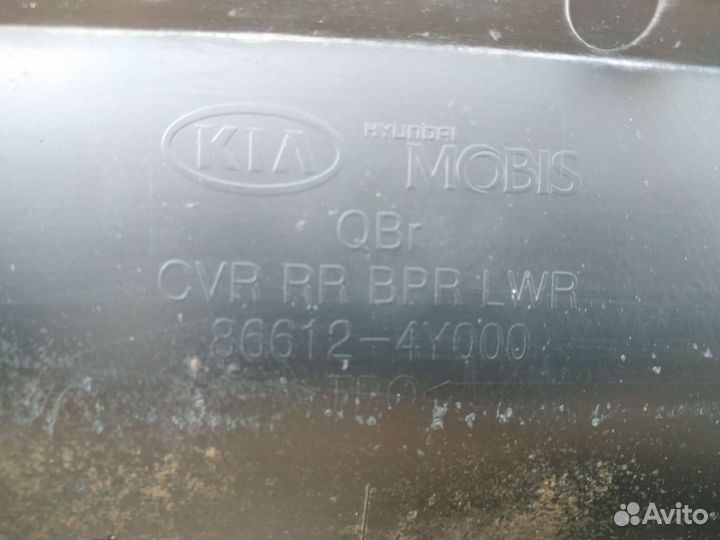 KIA HYUNDAI MOBIS
QBr
CVR RR BPR LWR
86612-4Y000
Avito